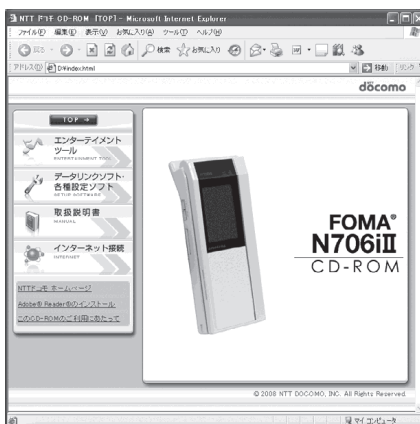 NTT ドコモ CD-ROM [TOP] - Microsoft Internet Explorer
ファイル(F) 編集(E) 表示(V) お気に入り(A) ツール(T) ヘルプ(H)
戻る 検索 お気に入り
アドレス(D) D:¥index.html 移動 リンク
NTT
docomo
TOP
エンターテイメント
ツール
ENTERTAINMENT TOOL
データリンクソフト・
各種設定ソフト
SETUP SOFTWARE
取扱説明書
MANUAL
インターネット接続
INTERNET
NTTドコモ ホームページ
Adobe® Reader®のインストール
このCD-ROMのご利用にあたって
FOMA®
N706iⅡ
CD-ROM
© 2008 NTT DOCOMO, INC. All Rights Reserved.
マイ コンピュータ